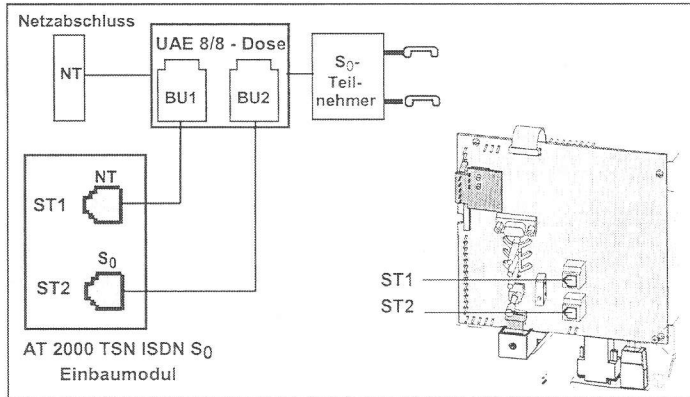 Netzabschluss
NT
UAE 8/8 - Dose
BU1
BU2
S₀-
Teil-
nehmer
NT
ST1
S₀
ST2
AT 2000 TSN ISDN S₀
Einbaumodul
ST1
ST2